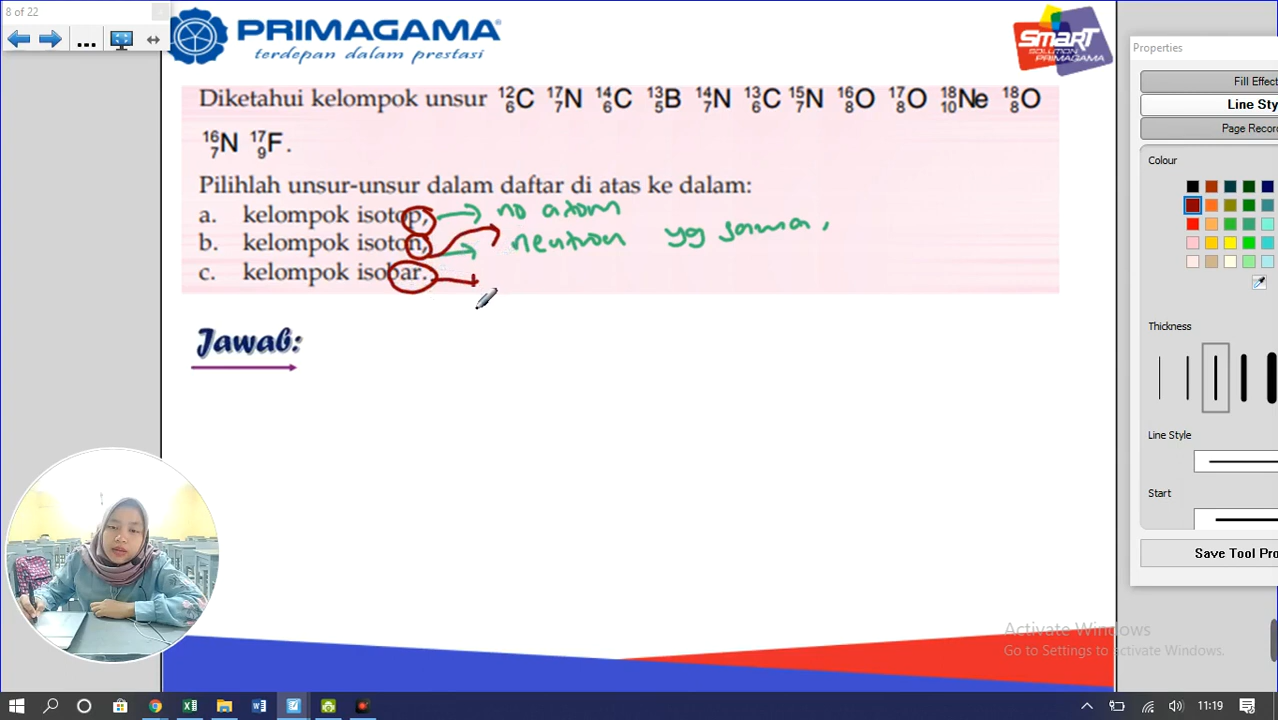 8 of 22
PRIMAGAMA®
terdepan dalam prestasi
SMART
SOLUTION
PRIMAGAMA
Properties
Fill Effect
Line Sty
Page Recor
Colour
Thickness
Line Style
Start
Save Tool Pro
Diketahui kelompok unsur ¹²₆C ¹⁷₇N ¹⁴₆C ¹³₅B ¹⁴₇N ¹³₆C ¹⁵₇N ¹⁶₈O ¹⁷₈O ¹⁸₁₀Ne ¹⁸₈O
¹⁶₇N ¹⁷₉F.
Pilihlah unsur-unsur dalam daftar di atas ke dalam:
a. kelompok isotop, → no atom
b. kelompok isoton, → neutron yg sama,
c. kelompok isobar.
Jawab:
Activate Windows
Go to Settings to activate Windows.
11:19